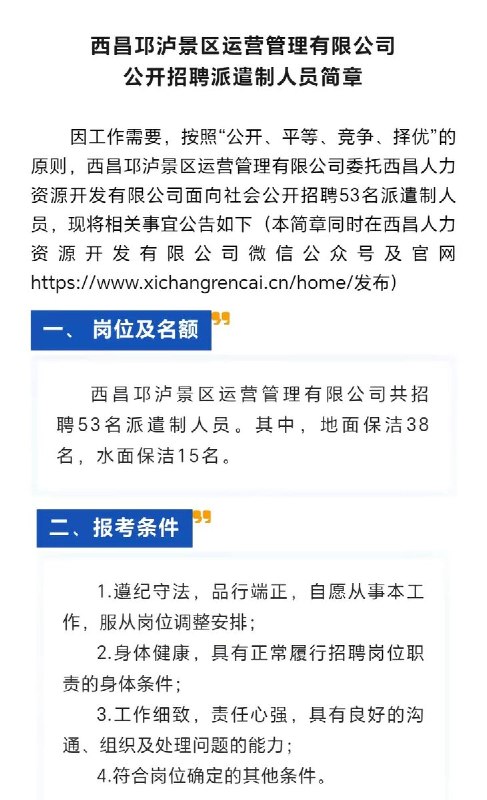 西昌邛泸景区运营管理有限公司
公开招聘派遣制人员简章
因工作需要，按照“公开、平等、竞争、择优”的
原则，西昌邛泸景区运营管理有限公司委托西昌人力
资源开发有限公司面向社会公开招聘53名派遣制人
员，现将相关事宜公告如下（本简章同时在西昌人力
资源开发有限公司微信公众号及官网
https://www.xichangrencai.cn/home/发布)
一、岗位及名额
西昌邛泸景区运营管理有限公司共招
聘53名派遣制人员。其中，地面保洁38
名，水面保洁15名。
二、报考条件
1.遵纪守法，品行端正，自愿从事本工
作，服从岗位调整安排；
2.身体健康，具有正常履行招聘岗位职
责的身体条件；
3.工作细致，责任心强，具有良好的沟
通、组织及处理问题的能力；
4.符合岗位确定的其他条件。